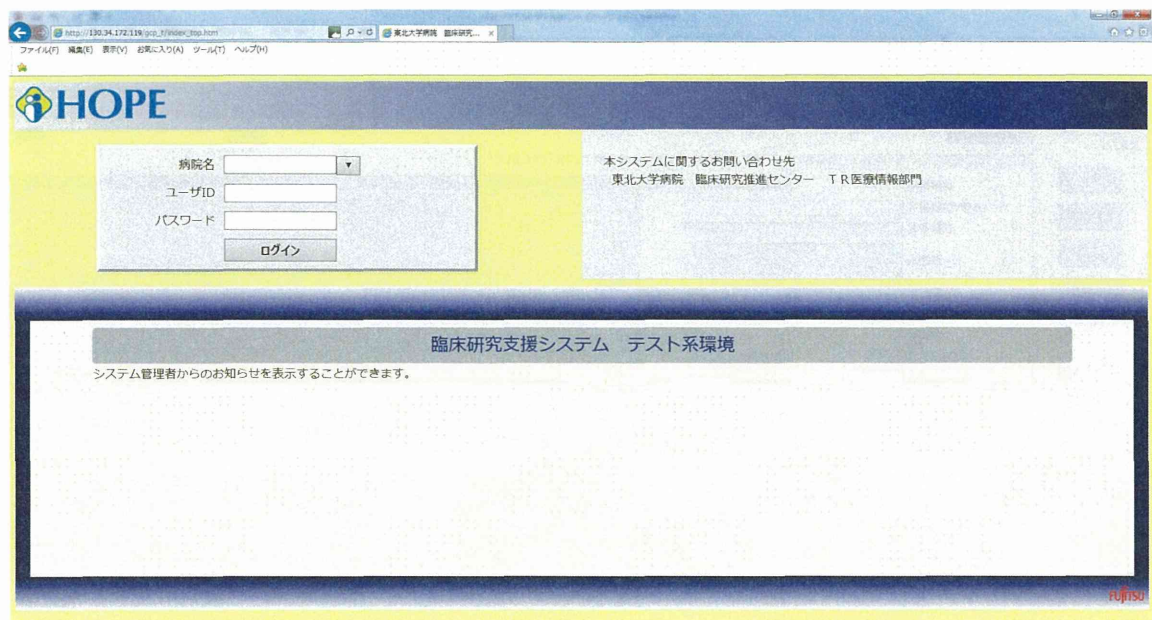 http://130.34.172.119/gcp_t/index_top.htm
東北大学病院 臨床研究... ×
ファイル(F) 編集(E) 表示(V) お気に入り(A) ツール(T) ヘルプ(H)
HOPE
病院名
ユーザID
パスワード
ログイン
本システムに関するお問い合わせ先
東北大学病院 臨床研究推進センター TR医療情報部門
臨床研究支援システム テスト系環境
システム管理者からのお知らせを表示することができます。
FUJITSU